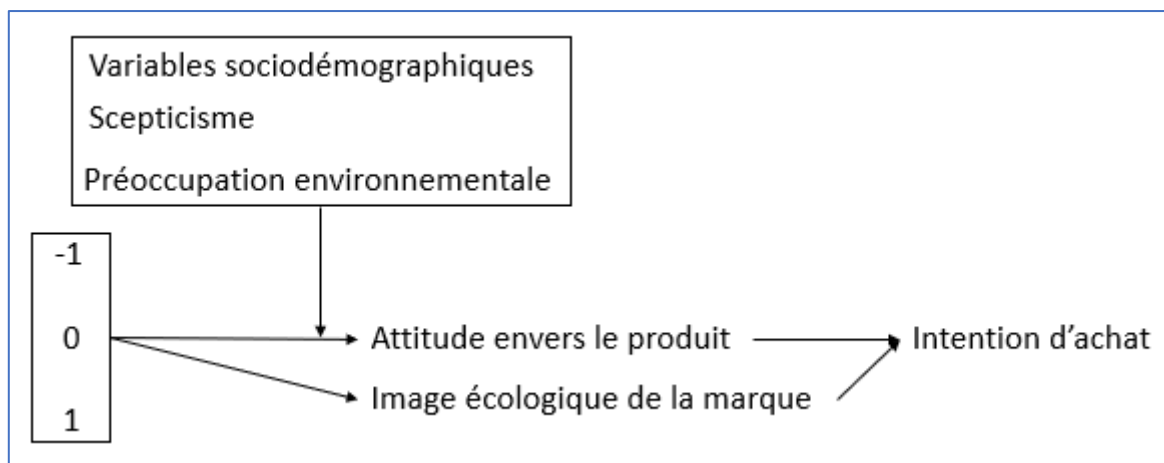 Variables sociodémographiques
Scepticisme
Préoccupation environnementale
-1
0
1
Attitude envers le produit
Intention d’achat
Image écologique de la marque